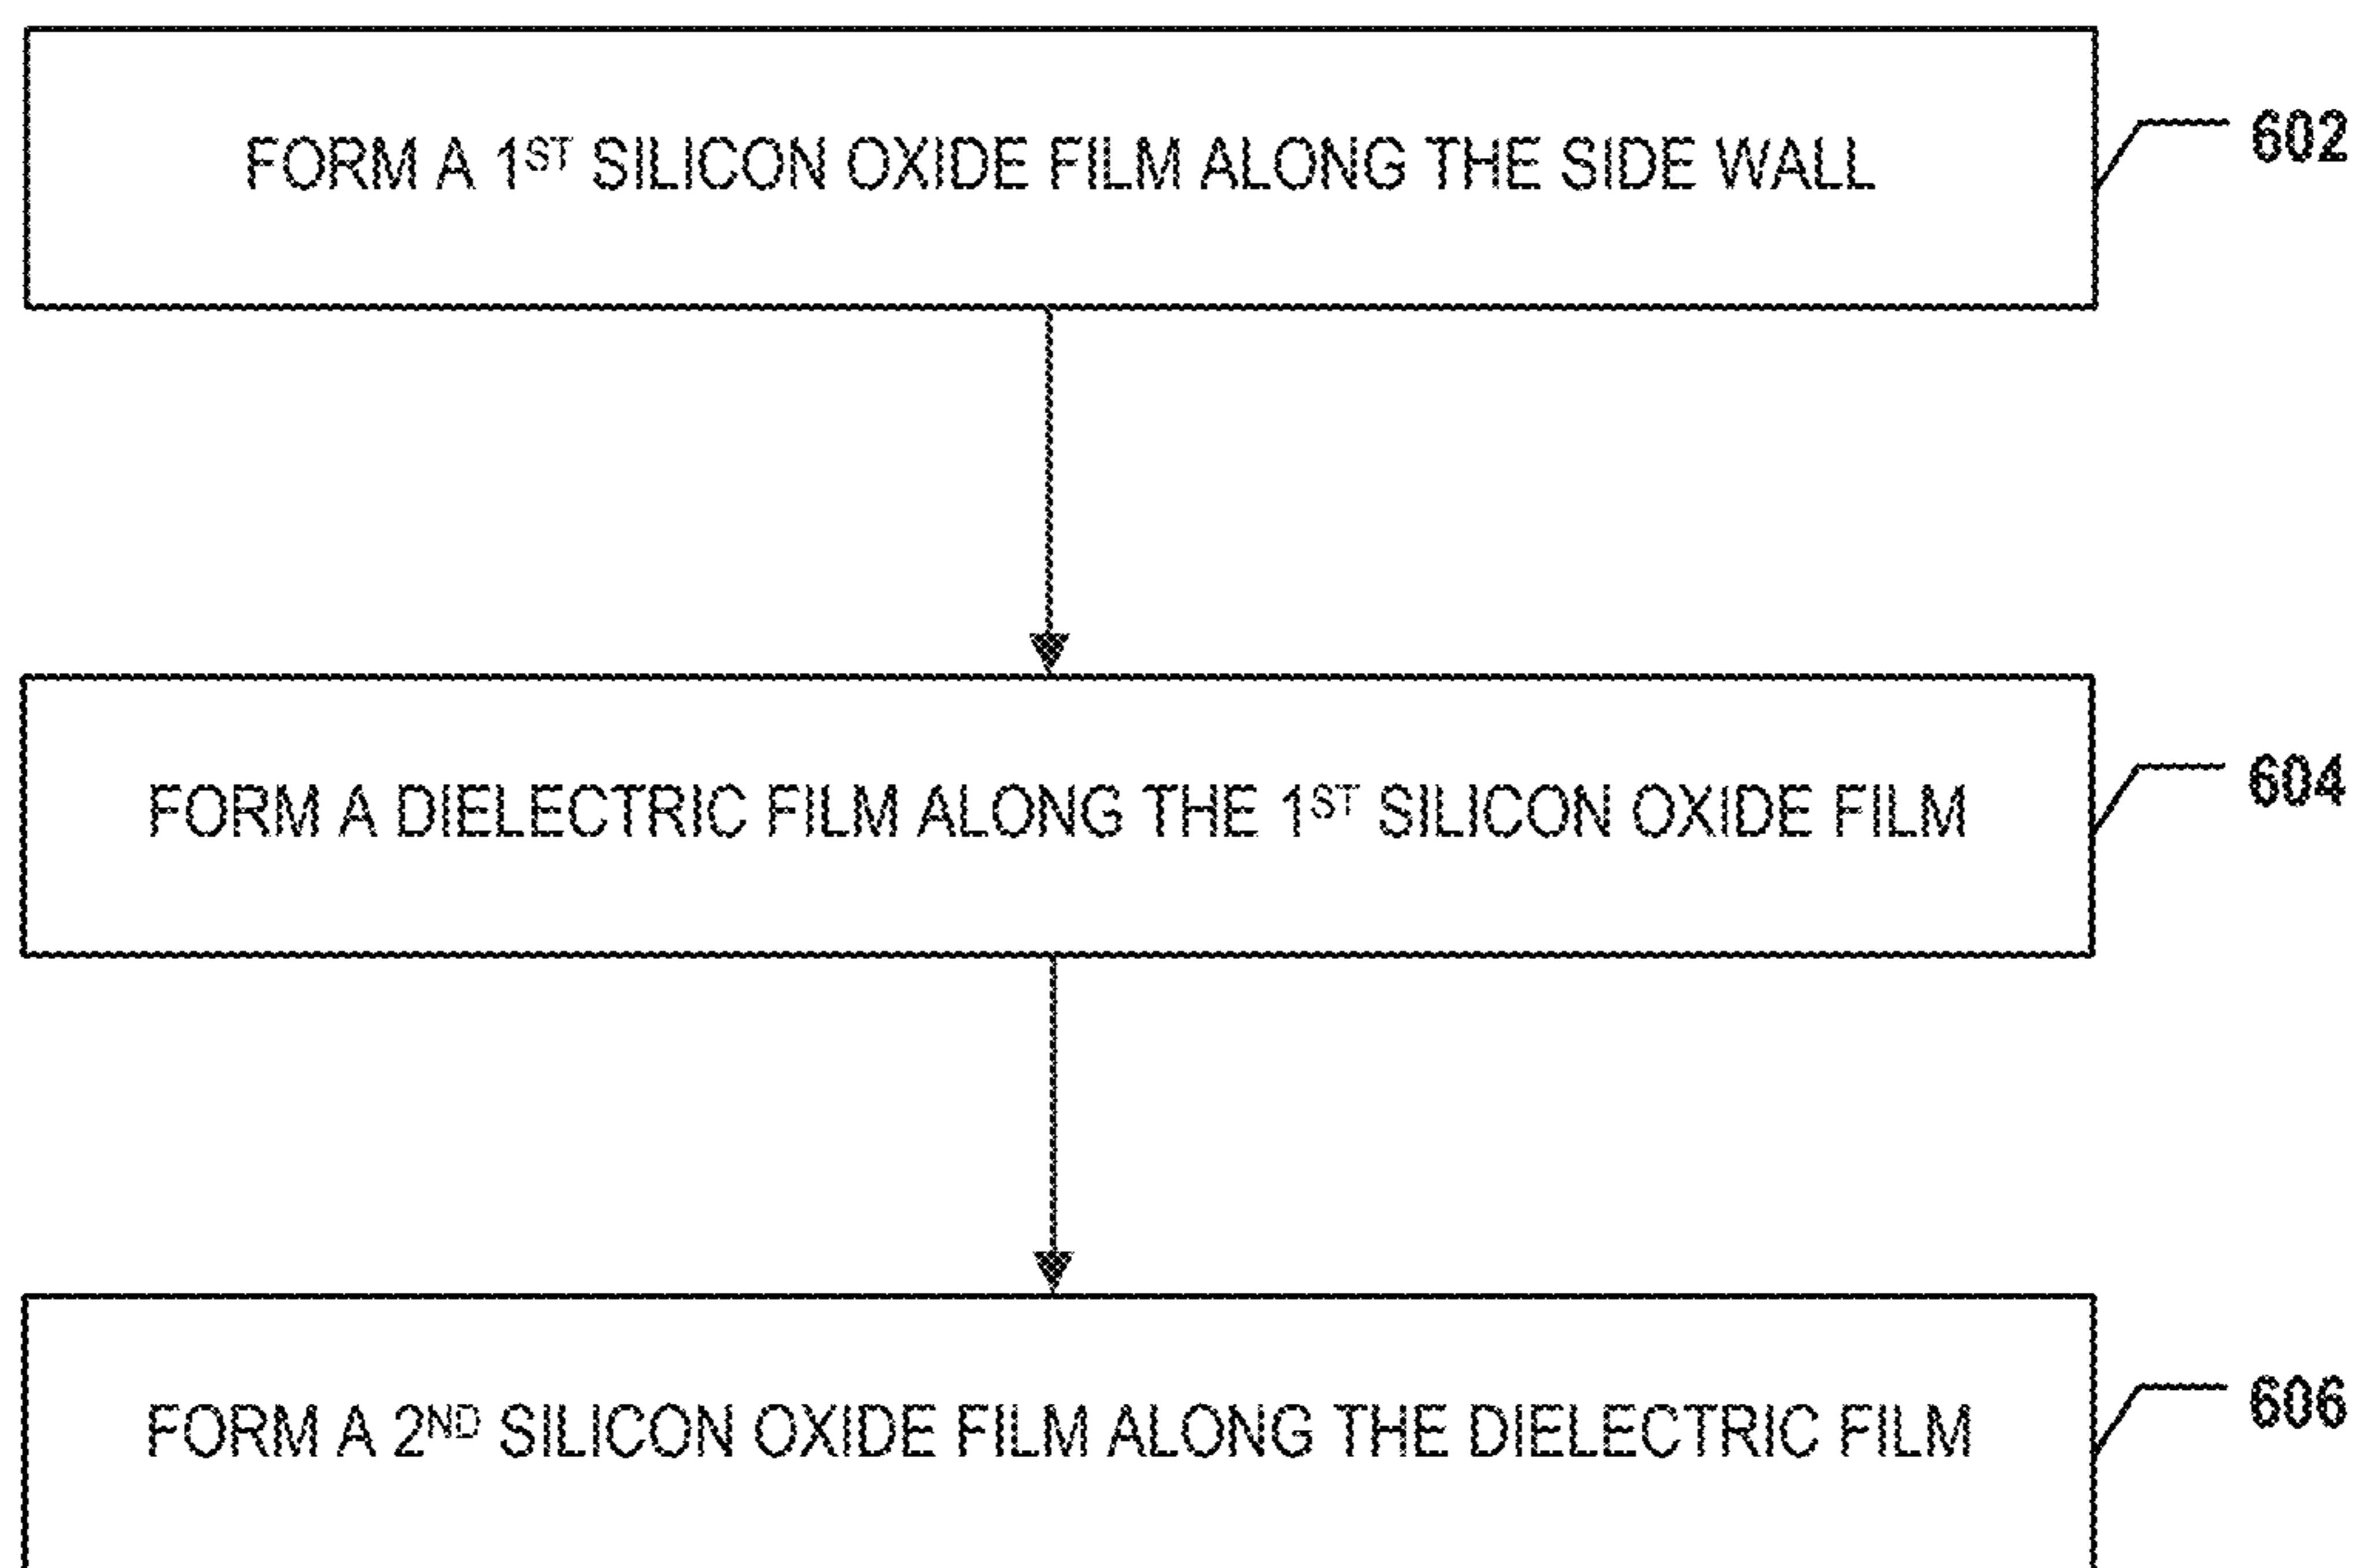 FORM A 1ST SILICON OXIDE FILM ALONG THE SIDE WALL
602
FORM A DIELECTRIC FILM ALONG THE 1ST SILICON OXIDE FILM
604
FORM A 2ND SILICON OXIDE FILM ALONG THE DIELECTRIC FILM
606